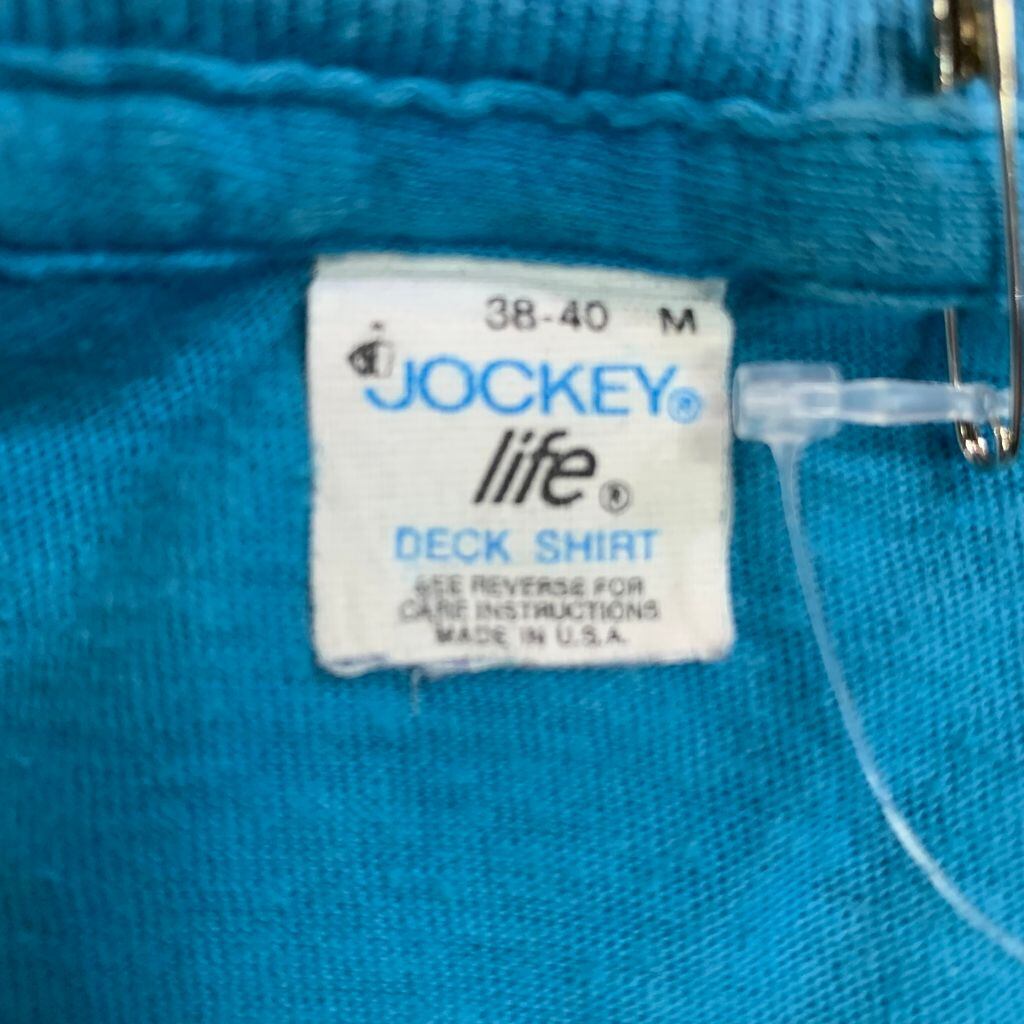 38-40 M
JOCKEY®
life®
DECK SHIRT
SEE REVERSE FOR
CARE INSTRUCTIONS
MADE IN U.S.A.